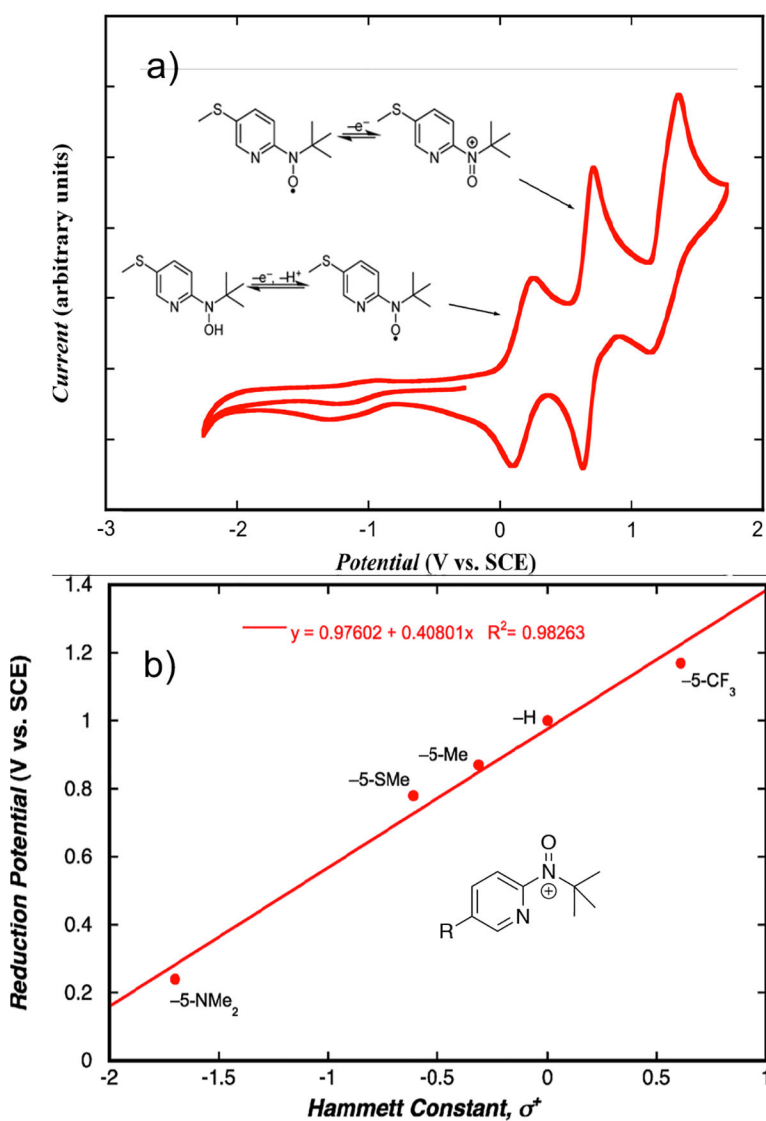 a)
S
–e⁻
S
N
N
O
•
N
N
⊕
O
S
–e⁻, –H⁺
S
N
N
OH
N
N
O
•
Current (arbitrary units)
-3
-2
-1
0
1
2
Potential (V vs. SCE)
1.4
y = 0.97602 + 0.40801x R²= 0.98263
b)
1.2
–5-CF₃
–H
1
–5-Me
–5-SMe
0.8
O
N
⊕
N
R
0.6
0.4
0.2
–5-NMe₂
0
Reduction Potential (V vs. SCE)
-2
-1.5
-1
-0.5
0
0.5
1
Hammett Constant, σ⁺